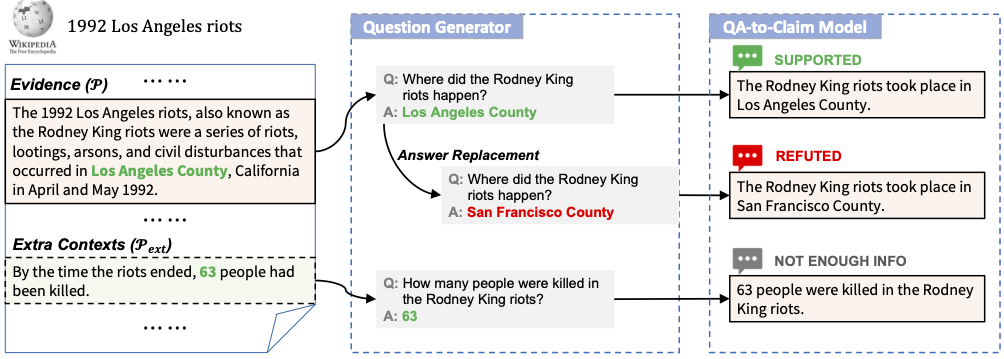 WIKIPEDIA
The Free Encyclopedia
1992 Los Angeles riots
Evidence (𝒫)
... ...
The 1992 Los Angeles riots, also known as
the Rodney King riots were a series of riots,
lootings, arsons, and civil disturbances that
occurred in Los Angeles County, California
in April and May 1992.
... ...
Extra Contexts (𝒫ext)
By the time the riots ended, 63 people had
been killed.
... ...
Question Generator
Q: Where did the Rodney King
riots happen?
A: Los Angeles County
Answer Replacement
Q: Where did the Rodney King
riots happen?
A: San Francisco County
Q: How many people were killed in
the Rodney King riots?
A: 63
QA-to-Claim Model
SUPPORTED
The Rodney King riots took place in
Los Angeles County.
REFUTED
The Rodney King riots took place in
San Francisco County.
NOT ENOUGH INFO
63 people were killed in the Rodney
King riots.